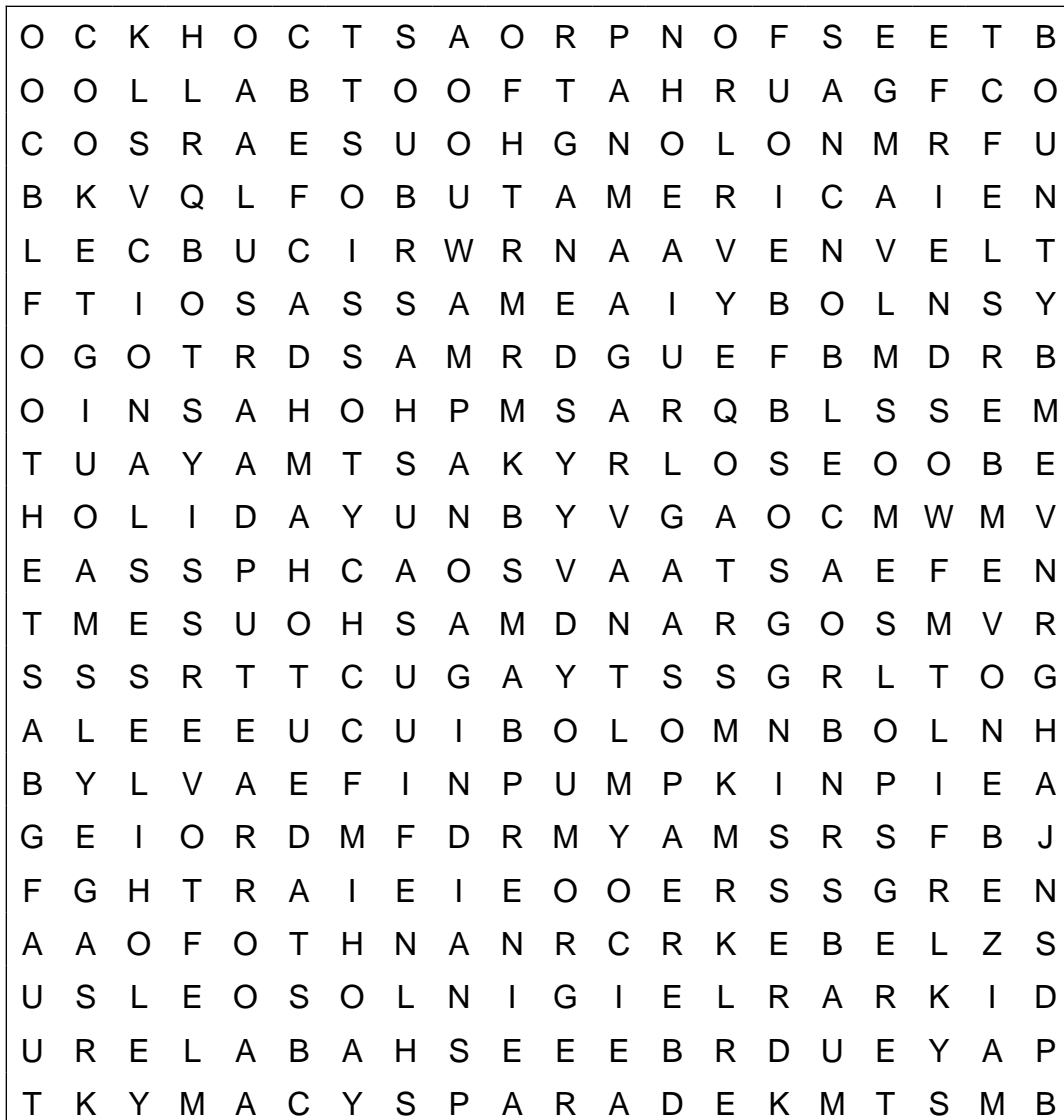 O C K H O C T S A O R P N O F S E E T B
O O L L A B T O O F T A H R U A G F C O
C O S R A E S U O H G N O L O N M R F U
B K V Q L F O B U T A M E R I C A I E N
L E C B U C I R W R N A A V E N V E L T
F T I O S A S S A M E A I Y B O L N S Y
O G O T R D S A M R D G U E F B M D R B
O I N S A H O H P M S A R Q B L S S E M
T U A Y A M T S A K Y R L O S E O O B E
H O L I D A Y U N B Y V G A O C M W M V
E A S S P H C A O S V A A T S A E F E N
T M E S U O H S A M D N A R G O S M V R
S S S R T T C U G A Y T S S G R L T O G
A L E E E U C U I B O L O M N B O L N H
B Y L V A E F I N P U M P K I N P I E A
G E I O R D M F D R M Y A M S R S F B J
F G H T R A I E I E O O E R S S G R E N
A A O F O T H N A N R C R K E B E L Z S
U S L E O S O L N I G I E L R A R K I D
U R E L A B A H S E E E B R D U E Y A P
T K Y M A C Y S P A R A D E K M T S M B